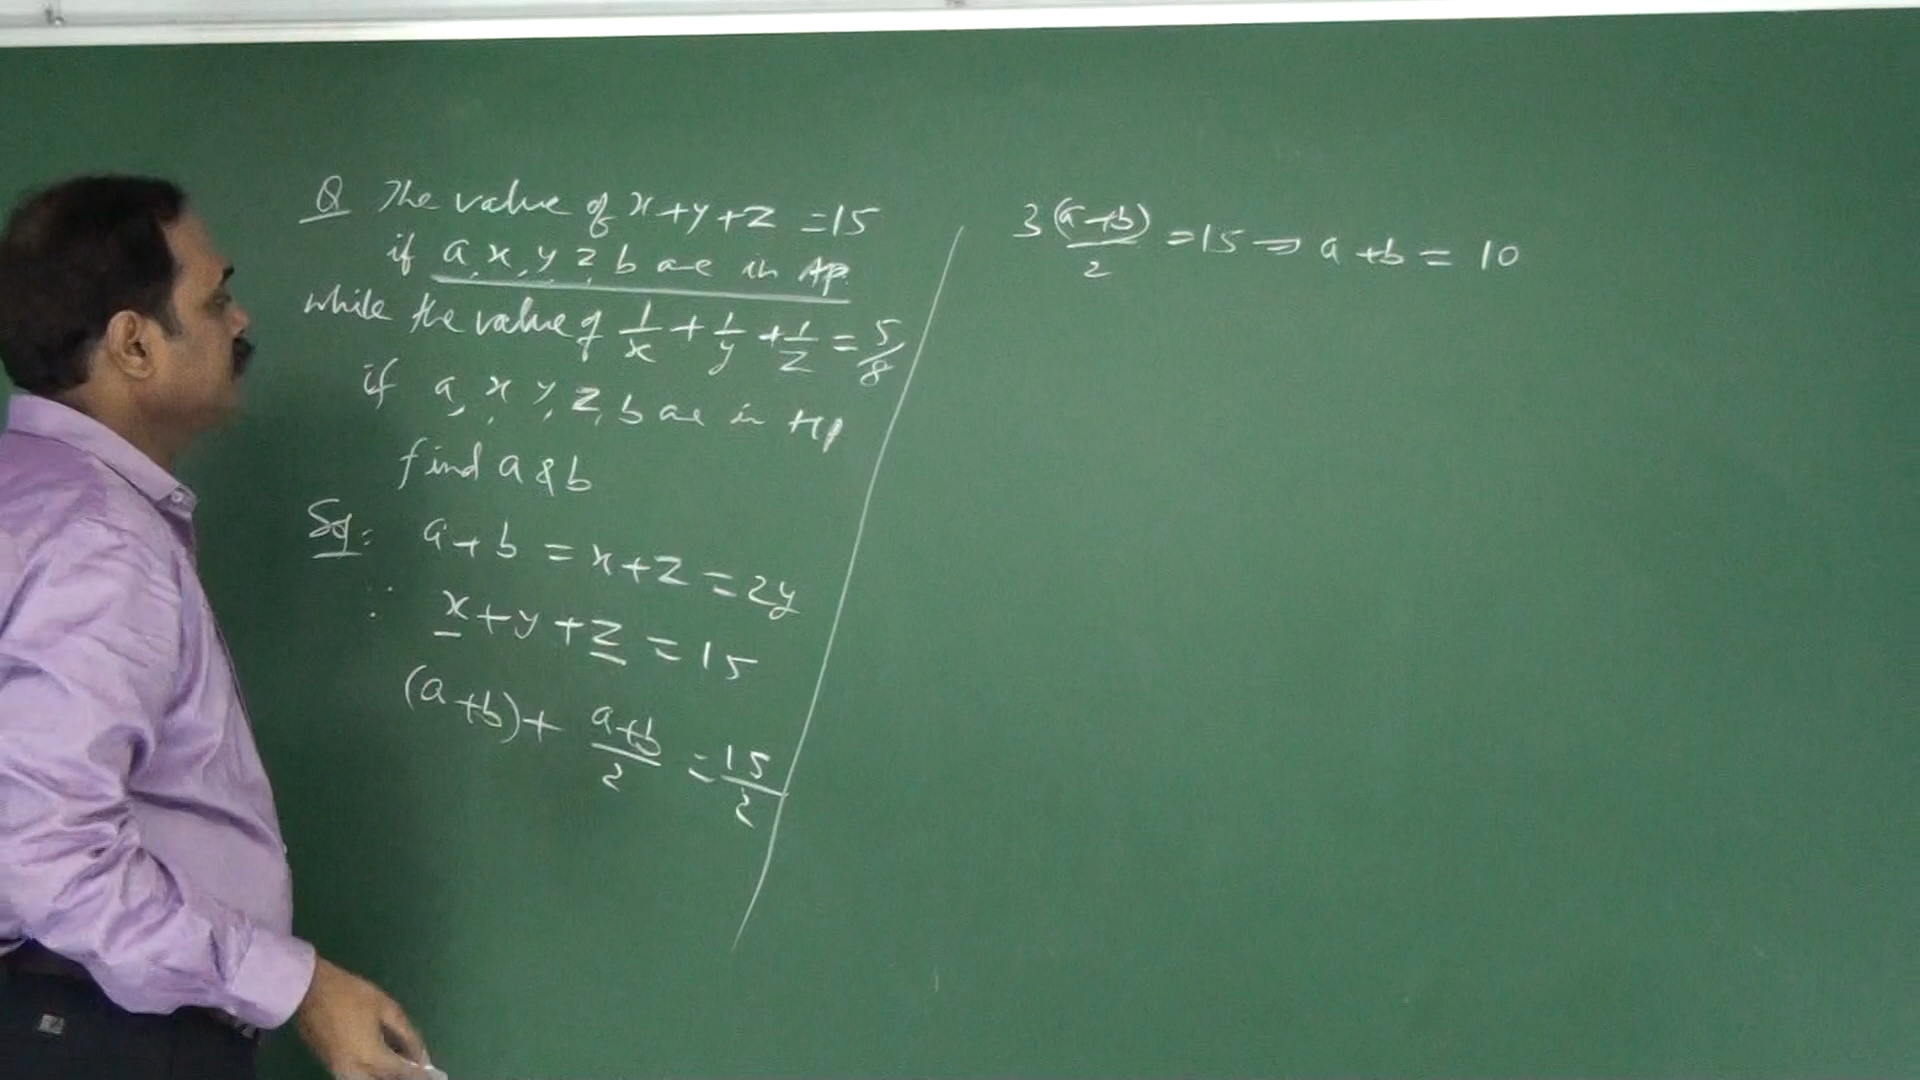 Q The value of x+y+z =15
if a, x, y, z, b are in AP.
while the value of 1/x + 1/y + 1/z = 5/8
if a, x, y, z, b are in HP
find a & b
Sol: a+b = x+z = 2y
∵ x+y+z = 15
(a+b)+ a+b/2 = 15/2
3(a+b)/2 =15 ⇒ a+b = 10